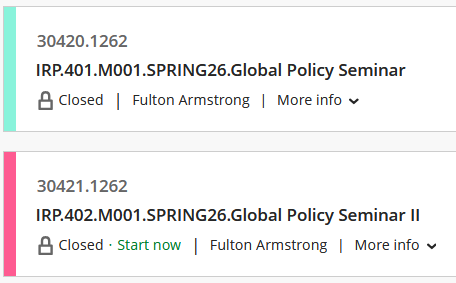 30420.1262
IRP.401.M001.SPRING26.Global Policy Seminar
Closed | Fulton Armstrong | More info
30421.1262
IRP.402.M001.SPRING26.Global Policy Seminar II
Closed · Start now | Fulton Armstrong | More info